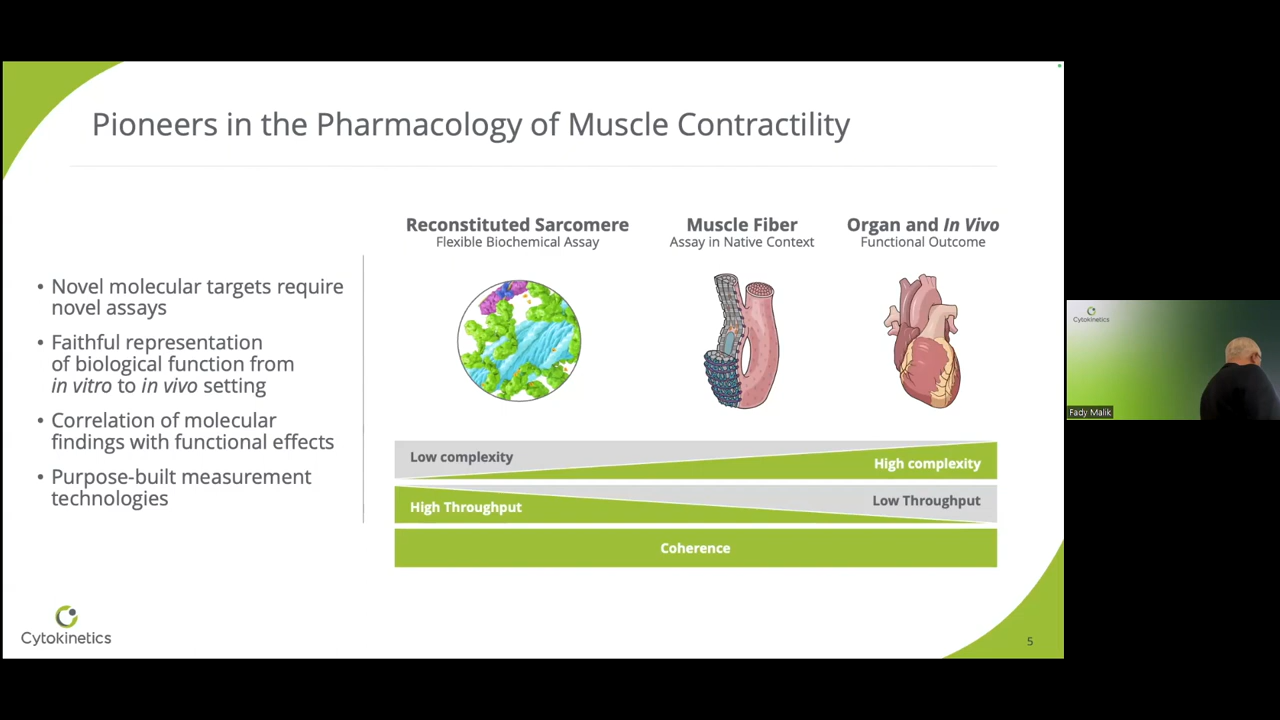 Pioneers in the Pharmacology of Muscle Contractility
• Novel molecular targets require
novel assays
• Faithful representation
of biological function from
in vitro to in vivo setting
• Correlation of molecular
findings with functional effects
• Purpose-built measurement
technologies
Reconstituted Sarcomere
Flexible Biochemical Assay
Muscle Fiber
Assay in Native Context
Organ and In Vivo
Functional Outcome
Low complexity
High complexity
High Throughput
Low Throughput
Coherence
Cytokinetics
5
Cytokinetics
Fady Malik